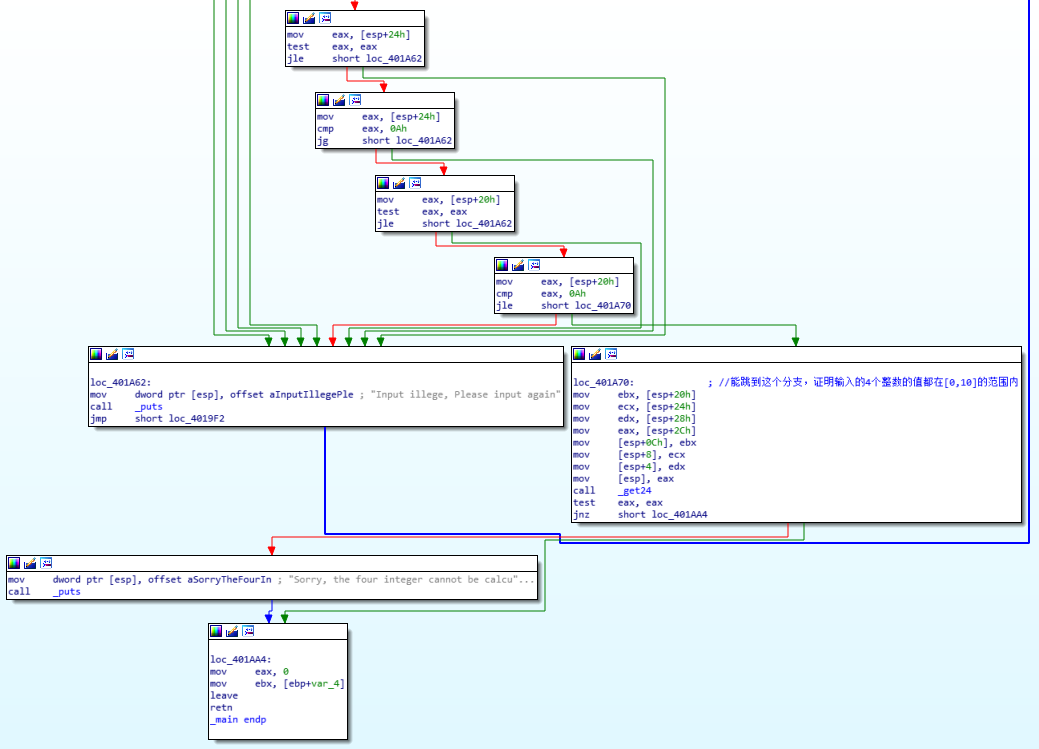 mov eax, [esp+24h]
test eax, eax
jle short loc_401A62
mov eax, [esp+24h]
cmp eax, 0Ah
jg short loc_401A62
mov eax, [esp+20h]
test eax, eax
jle short loc_401A62
mov eax, [esp+20h]
cmp eax, 0Ah
jle short loc_401A70
loc_401A62:
mov dword ptr [esp], offset aInputIllegePle ; "Input illege, Please input again"
call _puts
jmp short loc_4019F2
loc_401A70: ; //能跳到这个分支，证明输入的4个整数的值都在[0,10]的范围内
mov ebx, [esp+20h]
mov ecx, [esp+24h]
mov edx, [esp+28h]
mov eax, [esp+2Ch]
mov [esp+0Ch], ebx
mov [esp+8], ecx
mov [esp+4], edx
mov [esp], eax
call _get24
test eax, eax
jnz short loc_401AA4
mov dword ptr [esp], offset aSorryTheFourIn ; "Sorry, the four integer cannot be calcu"...
call _puts
loc_401AA4:
mov eax, 0
mov ebx, [ebp+var_4]
leave
retn
_main endp